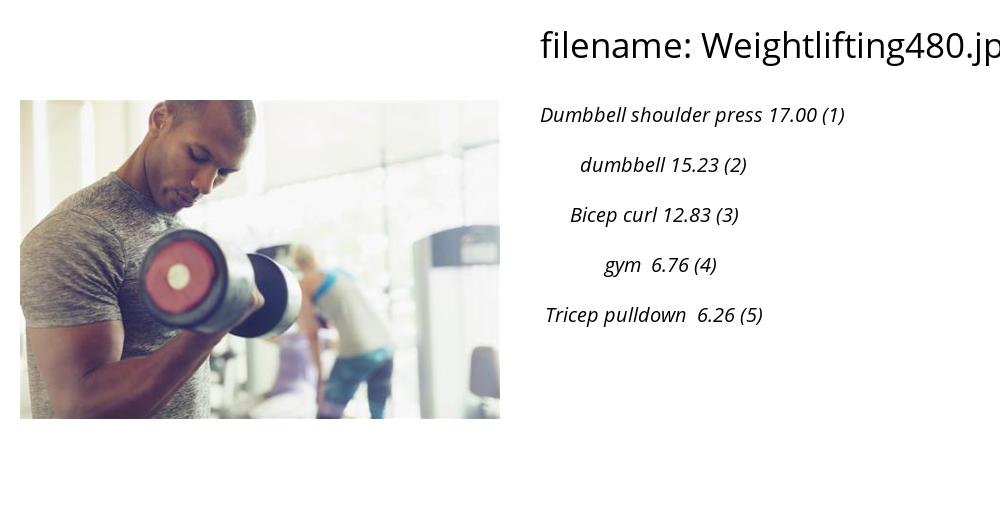 filename: Weightlifting480.jp
Dumbbell shoulder press 17.00 (1)
dumbbell 15.23 (2)
Bicep curl 12.83 (3)
gym 6.76 (4)
Tricep pulldown 6.26 (5)